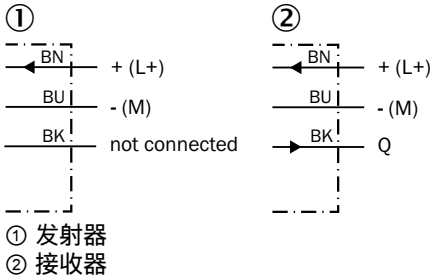 ① ②
BN + (L+) BN + (L+)
BU - (M) BU - (M)
BK not connected BK Q
① 发射器
② 接收器